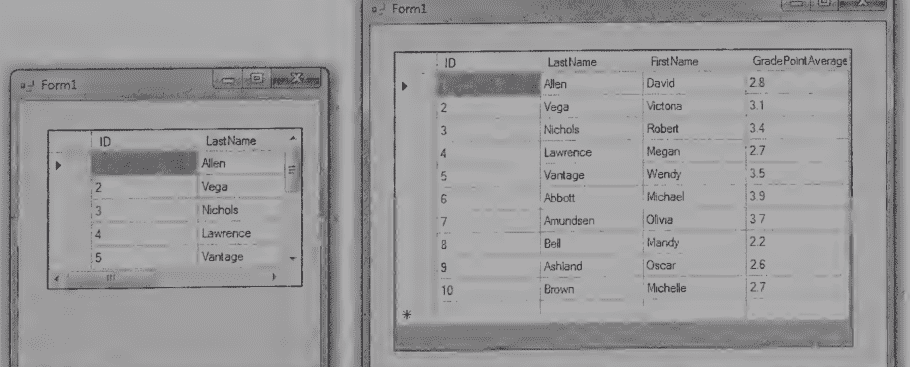 Form1
ID LastName
Allen
2 Vega
3 Nichols
4 Lawrence
5 Vantage
Form1
ID LastName FirstName GradePointAverage
Allen David 2.8
2 Vega Victoria 3.1
3 Nichols Robert 3.4
4 Lawrence Megan 2.7
5 Vantage Wendy 3.5
6 Abbott Michael 3.9
7 Amundsen Olivia 3.7
8 Bell Mandy 2.2
9 Ashland Oscar 2.6
10 Brown Michelle 2.7
*